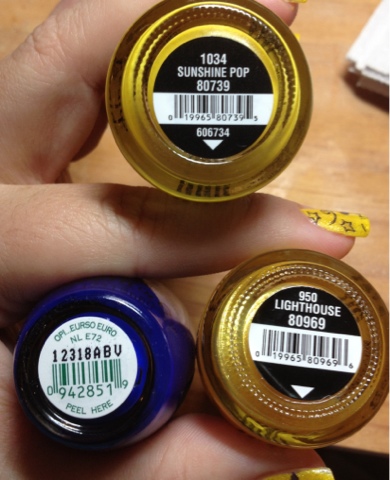 1034
SUNSHINE POP
80739
0 19965 80739 5
606734
OPI..EURSO EURO
NL E72
12318ABV
0 942851 9
PEEL HERE
950
LIGHTHOUSE
80969
0 19965 80969 6